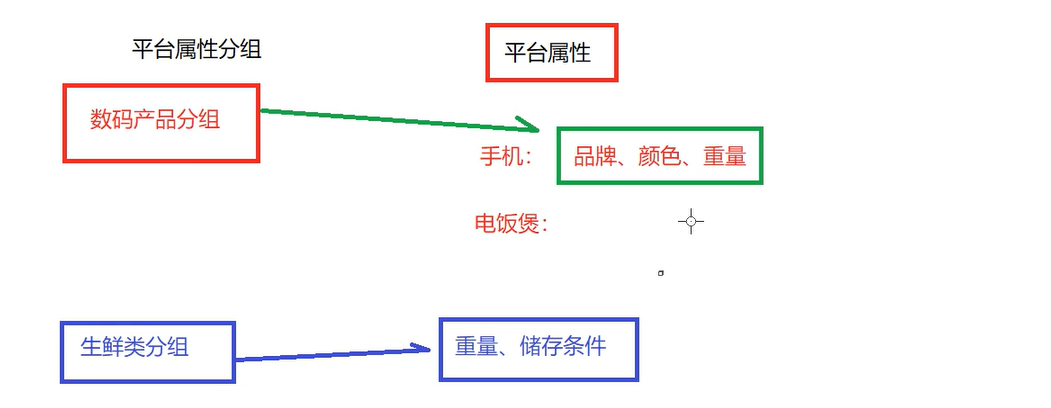 平台属性分组
平台属性
数码产品分组
手机：
品牌、颜色、重量
电饭煲：
生鲜类分组
重量、储存条件